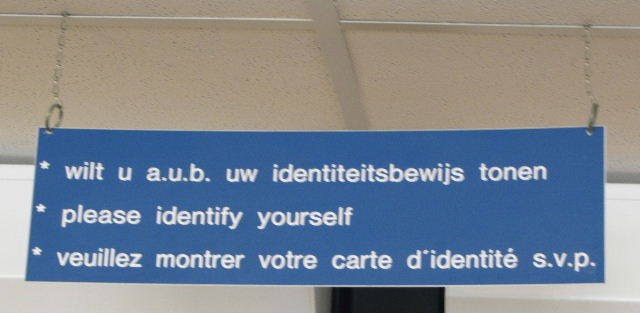 * wilt u a.u.b. uw identiteitsbewijs tonen
* please identify yourself
* veuillez montrer votre carte d'identité s.v.p.